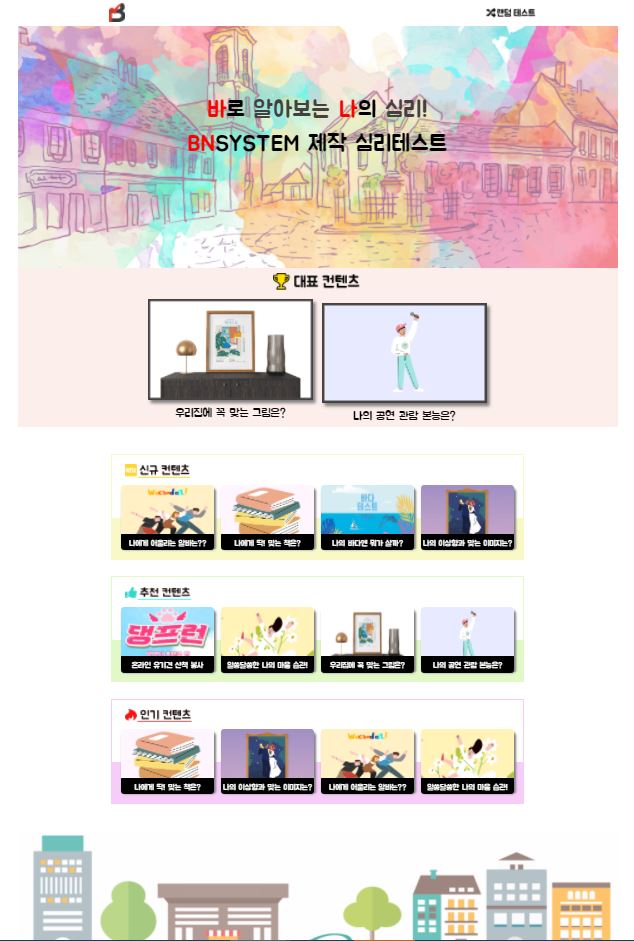 랜덤 테스트
바로 알아보는 나의 심리!
BNSYSTEM 제작 심리테스트
대표 컨텐츠
우리집에 꼭 맞는 그림은?
나의 공연 관람 본능은?
신규 컨텐츠
나에게 어울리는 알바는??
나에게 딱! 맞는 책은?
바다
테스트
나의 바다엔 뭐가 살까?
나의 이상향과 맞는 이미지는?
추천 컨텐츠
댕프런
온라인 유기견 산책 봉사
알쏭달쏭한 나의 마음 습관!
우리집에 꼭 맞는 그림은?
나의 공연 관람 본능은?
인기 컨텐츠
나에게 딱! 맞는 책은?
나의 이상향과 맞는 이미지는?
나에게 어울리는 알바는??
알쏭달쏭한 나의 마음 습관!